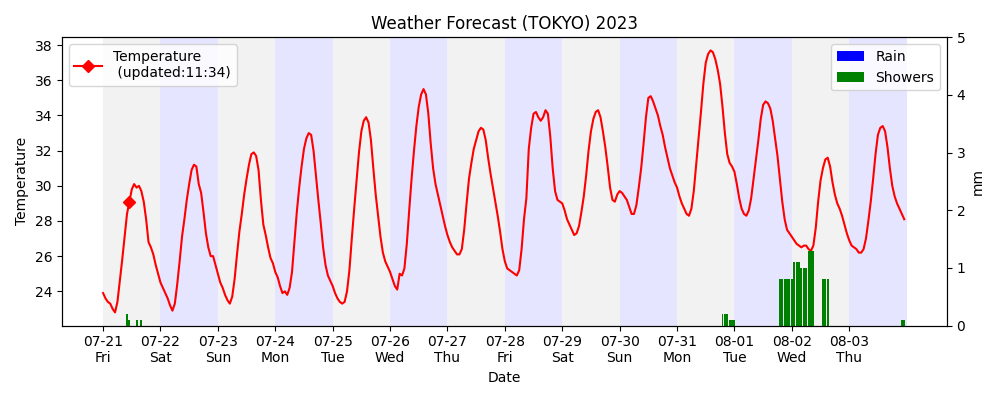 Weather Forecast (TOKYO) 2023
Temperature
(updated:11:34)
Rain
Showers
Temperature
38
36
34
32
30
28
26
24
5
4
3
2
1
0
mm
07-21 07-22 07-23 07-24 07-25 07-26 07-27 07-28 07-29 07-30 07-31 08-01 08-02 08-03
Fri Sat Sun Mon Tue Wed Thu Fri Sat Sun Mon Tue Wed Thu
Date